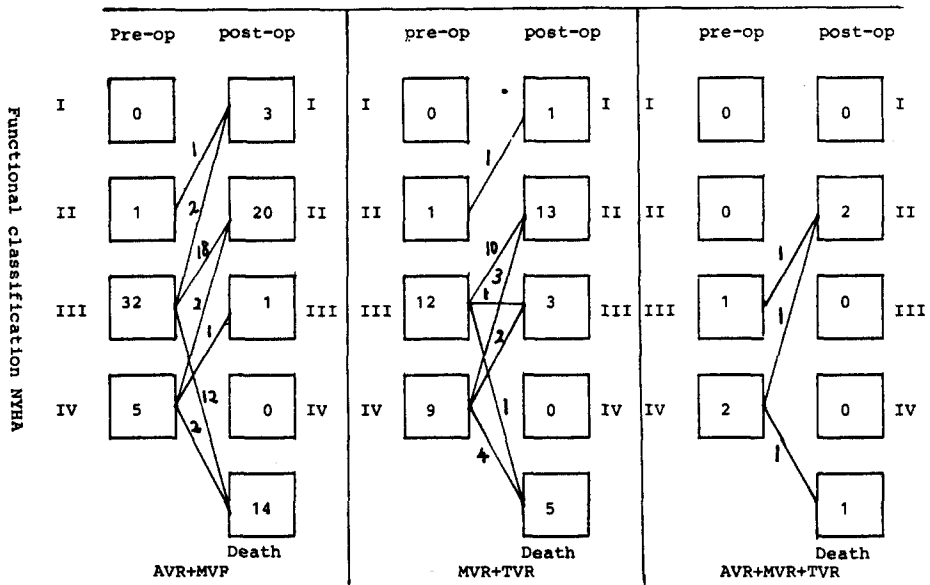 Pre-op post-op pre-op post-op pre-op post-op
I 0 3 I I 0 1 I I 0 0 I
1 1
2
II 1 20 II II 1 13 II II 0 2 II
18 10 1
3
III 32 2 1 III III 12 1 3 III III 1 1 0 III
1 2
IV 5 12 0 IV IV 9 1 0 IV IV 2 0 IV
2 4 1
14 5 1
Death Death Death
AVR+MVP MVR+TVR AVR+MVR+TVR
Functional classification NYHA